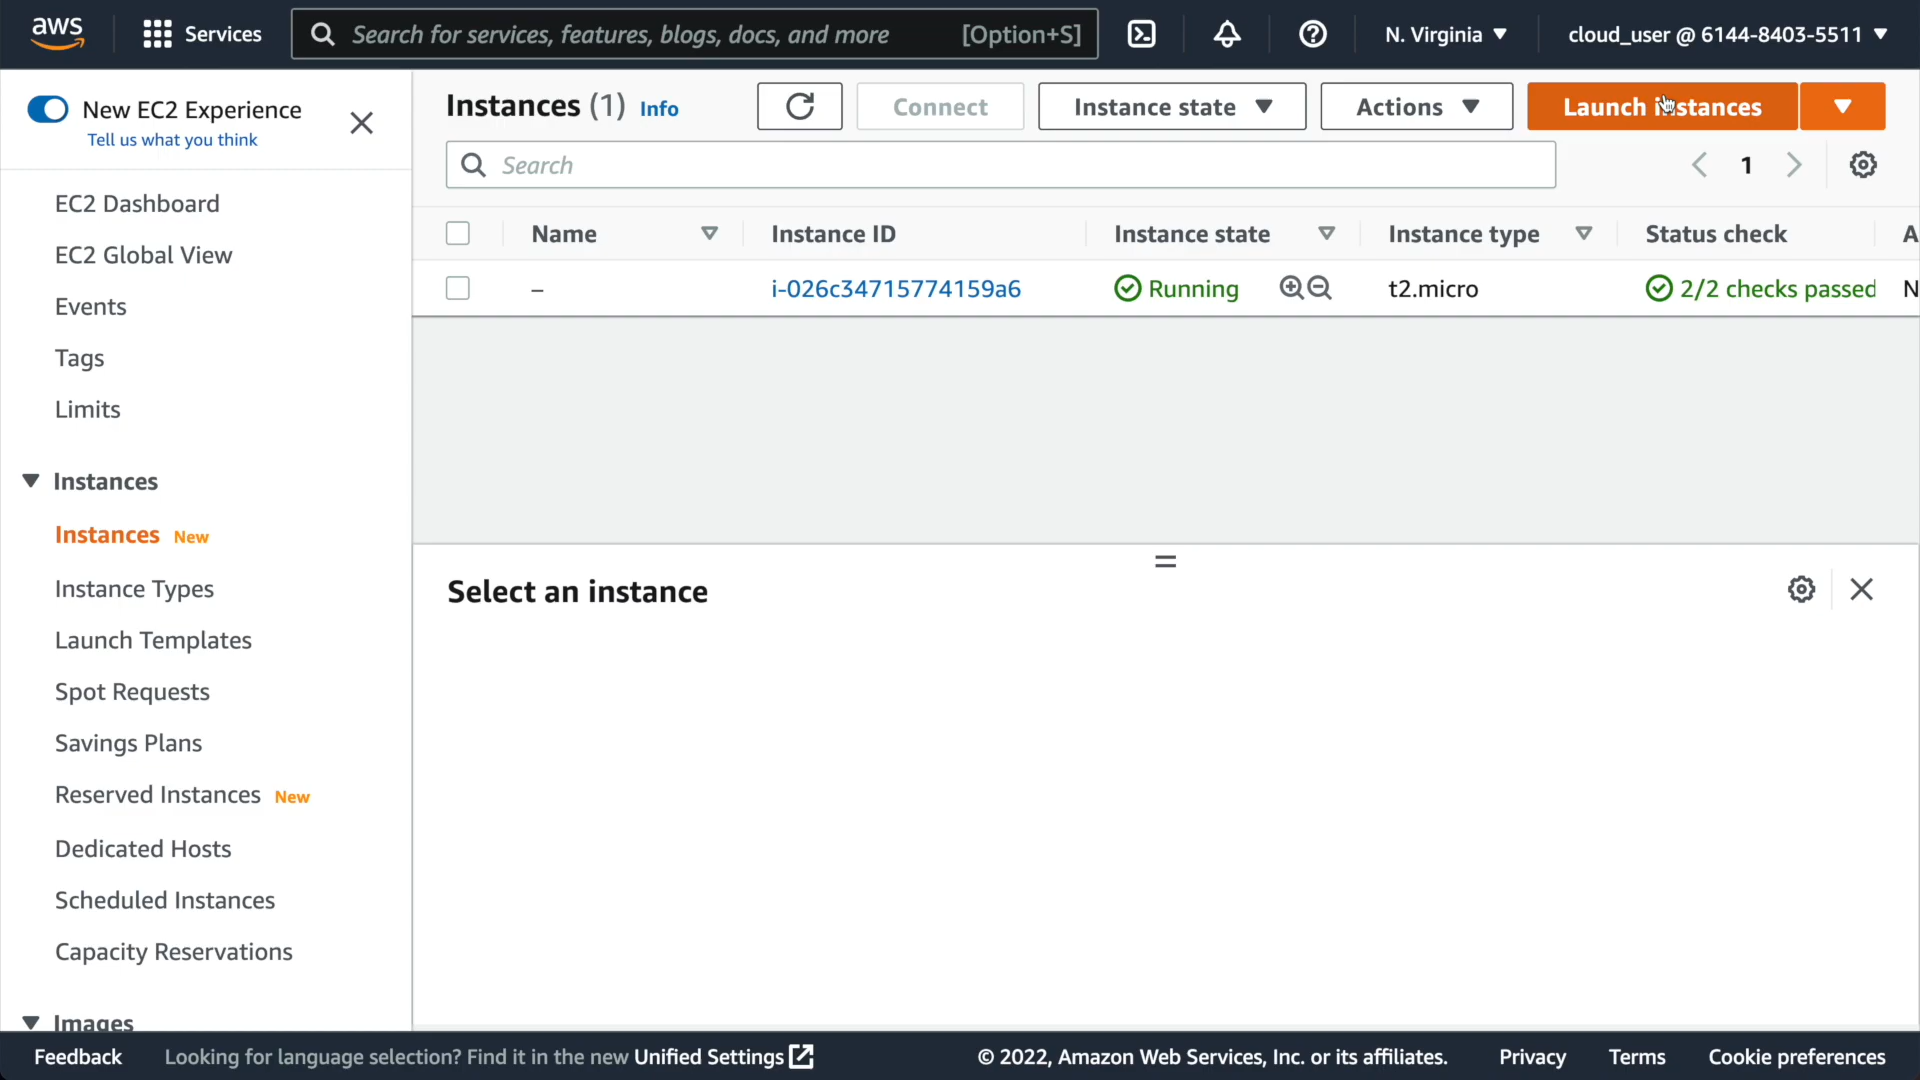 aws
Services
Search for services, features, blogs, docs, and more
[Option+S]
N. Virginia
cloud_user @ 6144-8403-5511
New EC2 Experience
Tell us what you think
EC2 Dashboard
EC2 Global View
Events
Tags
Limits
Instances
Instances New
Instance Types
Launch Templates
Spot Requests
Savings Plans
Reserved Instances New
Dedicated Hosts
Scheduled Instances
Capacity Reservations
Images
Instances (1) Info
Connect
Instance state
Actions
Launch instances
Search
1
Name Instance ID Instance state Instance type Status check A
– i-026c34715774159a6 Running t2.micro 2/2 checks passed N
Select an instance
Feedback
Looking for language selection? Find it in the new Unified Settings
© 2022, Amazon Web Services, Inc. or its affiliates.
Privacy
Terms
Cookie preferences